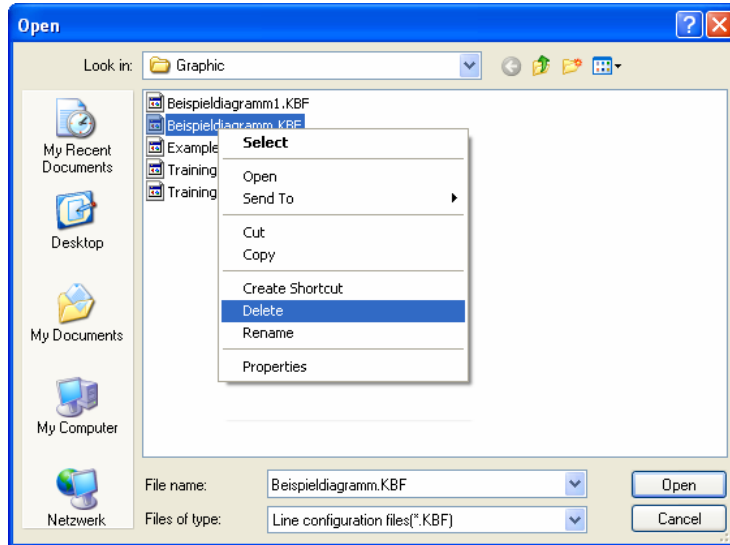 Open
Look in:
Graphic
My Recent
Documents
Desktop
My Documents
My Computer
Netzwerk
Beispieldiagramm1.KBF
Beispieldiagramm.KBF
Example
Training
Training
Select
Open
Send To
Cut
Copy
Create Shortcut
Delete
Rename
Properties
File name:
Beispieldiagramm.KBF
Open
Files of type:
Line configuration files(*.KBF)
Cancel